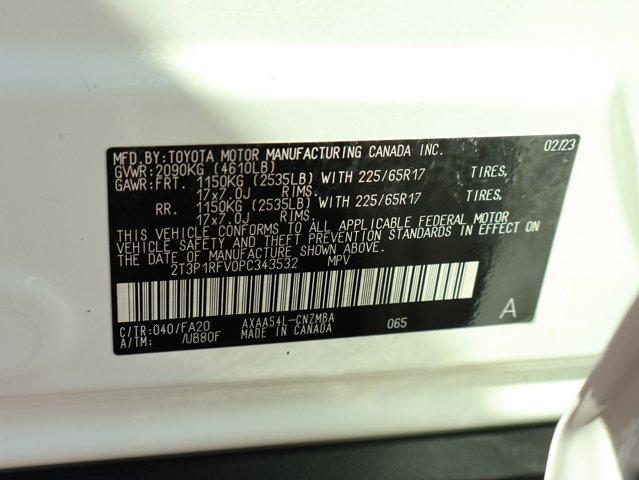 MFD. BY: TOYOTA MOTOR MANUFACTURING CANADA INC. 02/23
GVWR: 2090KG (4610LB)
GAWR: FRT. 1150KG (2535LB) WITH 225/65R17 TIRES,
17x7.0J RIMS.
RR. 1150KG (2535LB) WITH 225/65R17 TIRES,
17x7.0J RIMS.
THIS VEHICLE CONFORMS TO ALL APPLICABLE FEDERAL MOTOR
VEHICLE SAFETY AND THEFT PREVENTION STANDARDS IN EFFECT ON
THE DATE OF MANUFACTURE SHOWN ABOVE.
2T3P1RFV0PC343532 MPV
C/TR: 040/FA20 AXAA54L-CNZMBA 065 A
A/TM: /UB80F MADE IN CANADA